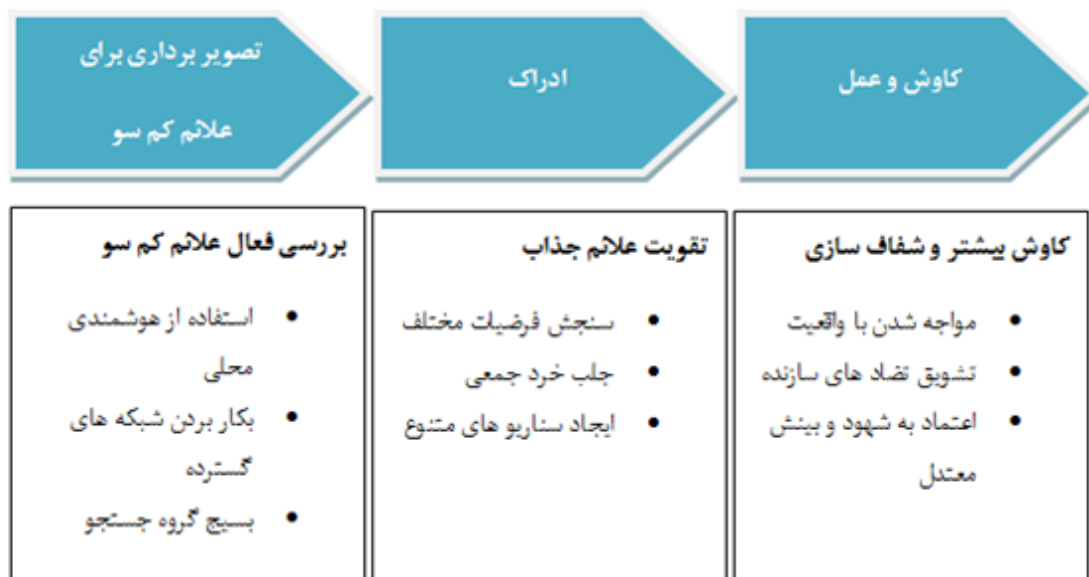 تصویر برداری برای
علائم کم سو
ادراک
کاوش و عمل
بررسی فعال علائم کم سو
• استفاده از هوشمندی
محلی
• بکار بردن شبکه های
گسترده
• بسیج گروه جستجو
تقویت علائم جذاب
• سنجش فرضیات مختلف
• جلب خرد جمعی
• ایجاد سناریو های متنوع
کاوش بیشتر و شفاف سازی
• مواجه شدن با واقعیت
• تشویق تضاد های سازنده
• اعتماد به شهود و بینش
معتدل